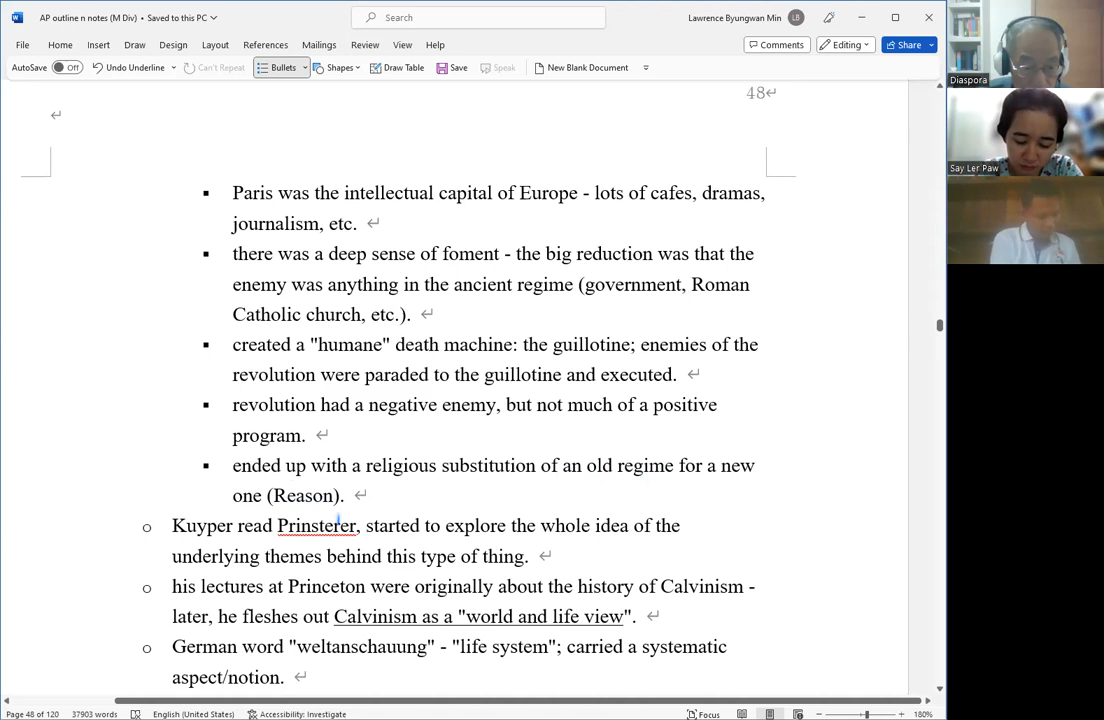 AP outline n notes (M Div) • Saved to this PC
Search
Lawrence Byungwan Min
LB
File Home Insert Draw Design Layout References Mailings Review View Help
Comments Editing Share
AutoSave Off Undo Underline Can't Repeat Bullets Shapes Draw Table Save Speak New Blank Document
48
Paris was the intellectual capital of Europe - lots of cafes, dramas,
journalism, etc.
there was a deep sense of foment - the big reduction was that the
enemy was anything in the ancient regime (government, Roman
Catholic church, etc.).
created a "humane" death machine: the guillotine; enemies of the
revolution were paraded to the guillotine and executed.
revolution had a negative enemy, but not much of a positive
program.
ended up with a religious substitution of an old regime for a new
one (Reason).
Kuyper read Prinsterer, started to explore the whole idea of the
underlying themes behind this type of thing.
his lectures at Princeton were originally about the history of Calvinism -
later, he fleshes out Calvinism as a "world and life view".
German word "weltanschauung" - "life system"; carried a systematic
aspect/notion.
Page 48 of 120 37903 words English (United States) Accessibility: Investigate Focus 180%
Diaspora
Say Ler Paw